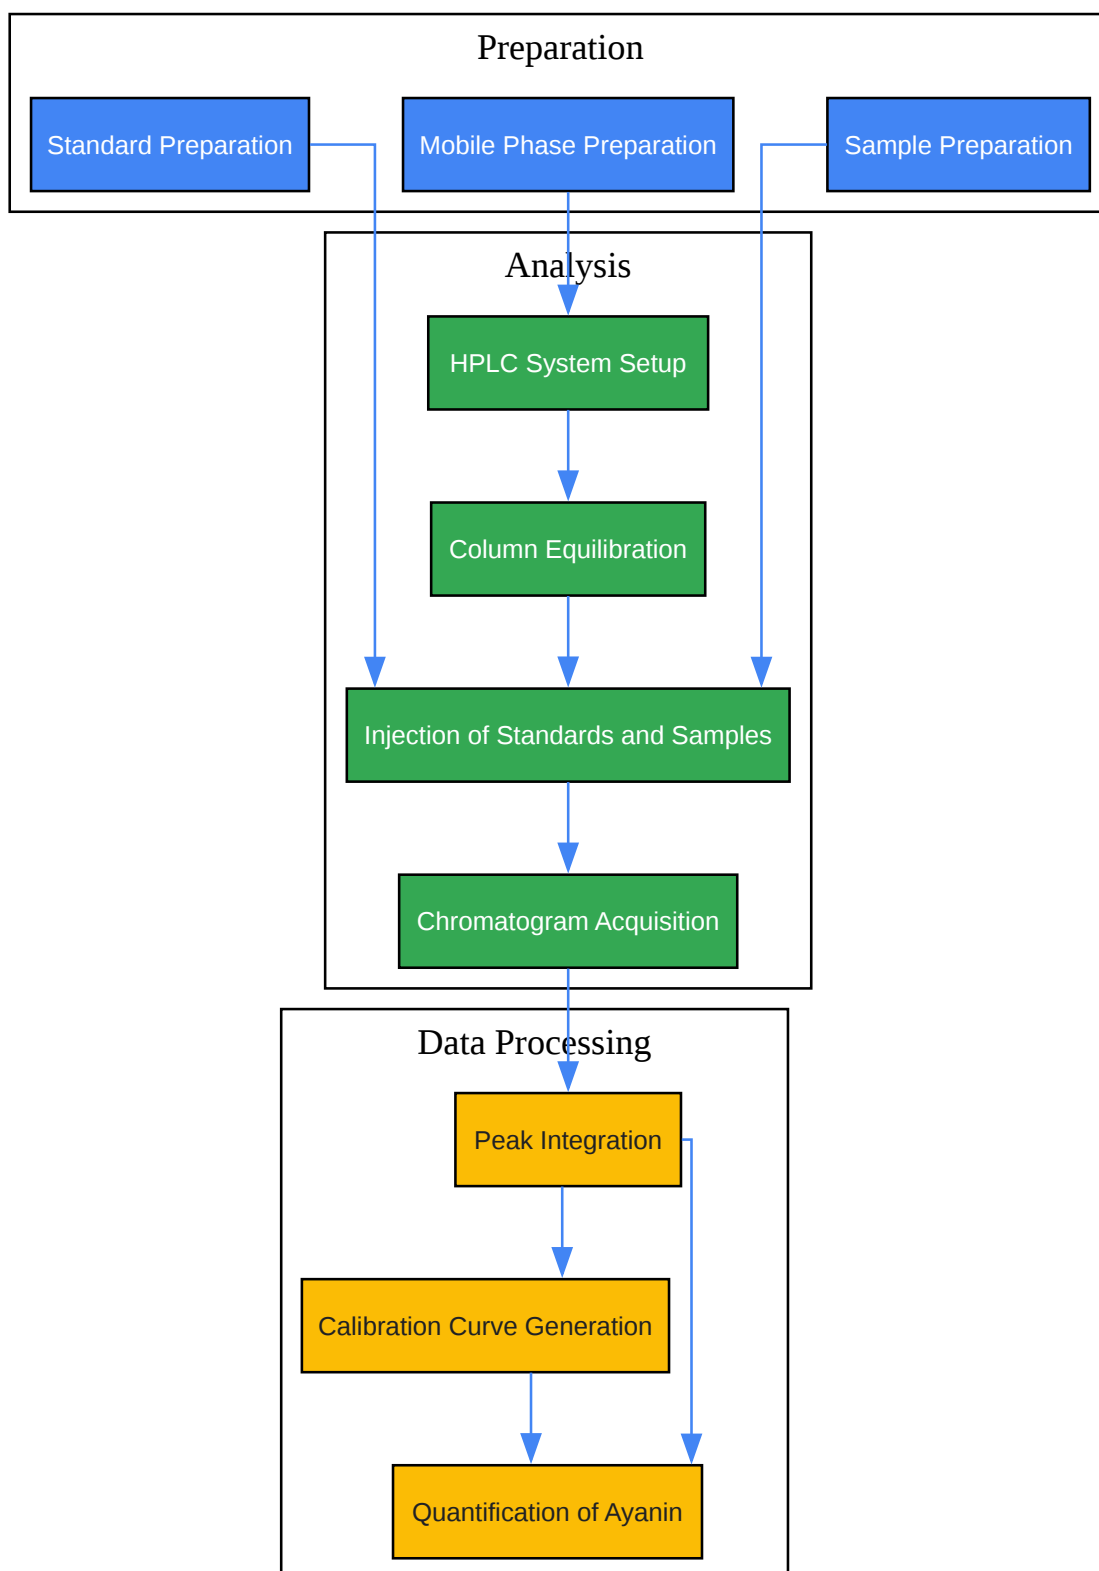 Preparation
Standard Preparation
Mobile Phase Preparation
Sample Preparation
Analysis
HPLC System Setup
Column Equilibration
Injection of Standards and Samples
Chromatogram Acquisition
Data Processing
Peak Integration
Calibration Curve Generation
Quantification of Ayanin